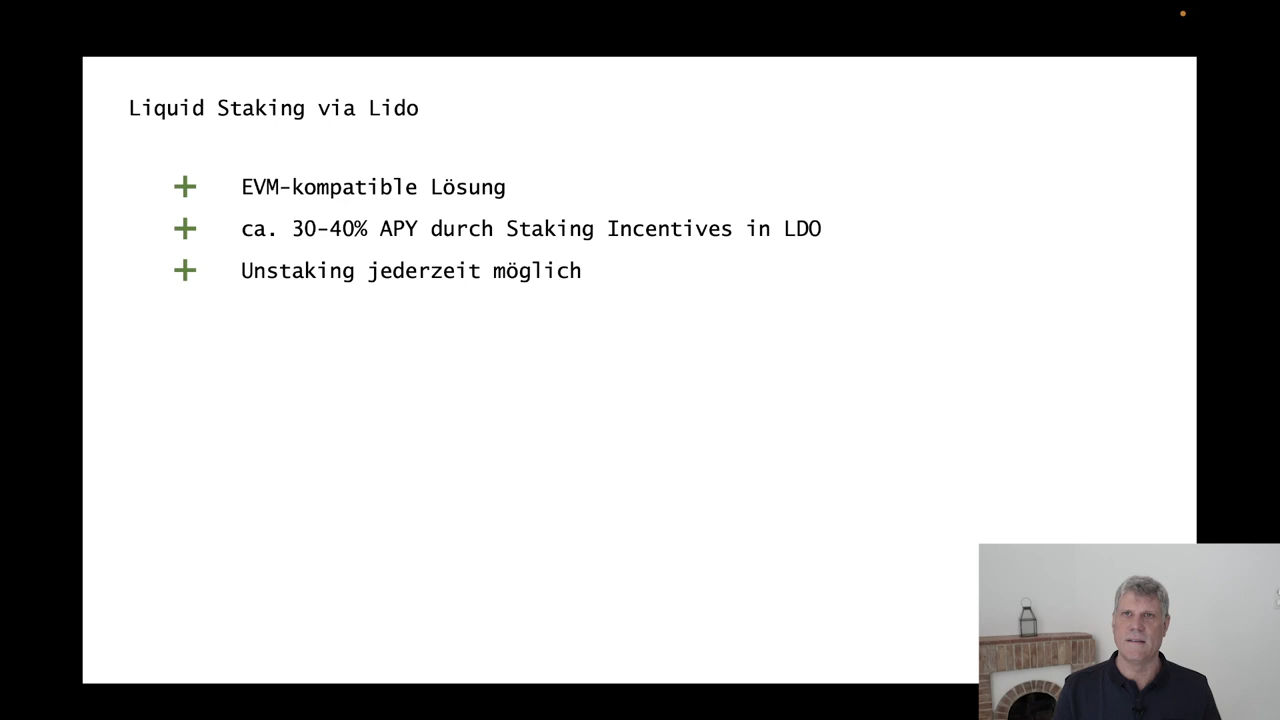 Liquid Staking via Lido
+ EVM-kompatible Lösung
+ ca. 30-40% APY durch Staking Incentives in LDO
+ Unstaking jederzeit möglich